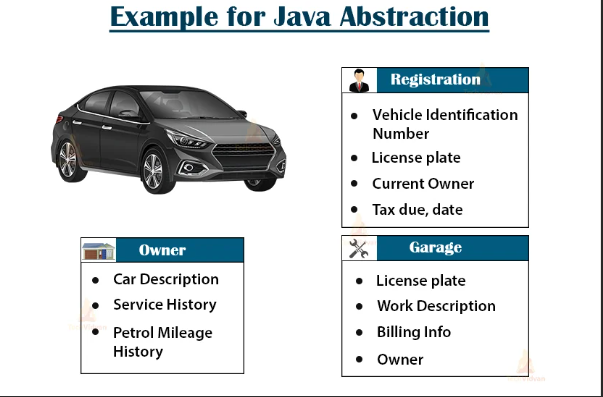 Example for Java Abstraction
Registration
Vehicle Identification
Number
License plate
Current Owner
Tax due, date
Owner
Car Description
Service History
Petrol Mileage
History
Garage
License plate
Work Description
Billing Info
Owner